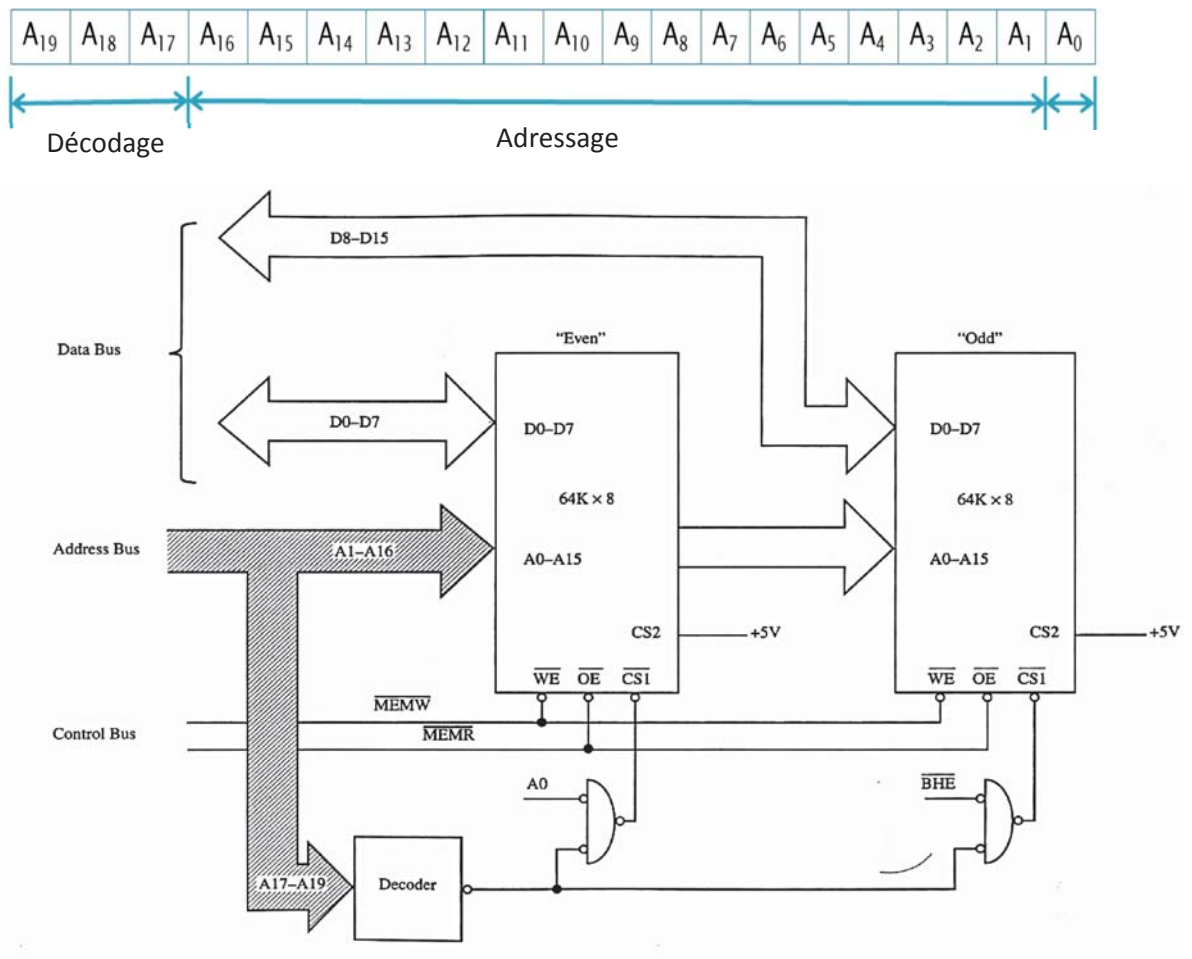 A19 A18 A17 A16 A15 A14 A13 A12 A11 A10 A9 A8 A7 A6 A5 A4 A3 A2 A1 A0
Décodage Adressage
D8–D15
"Even" "Odd"
Data Bus
D0–D7 D0–D7 D0–D7
64K × 8 64K × 8
Address Bus A1–A16 A0–A15 A0–A15
CS2 +5V CS2 +5V
WE OE CS1 WE OE CS1
MEMW
Control Bus MEMR
A0 BHE
A17–A19 Decoder